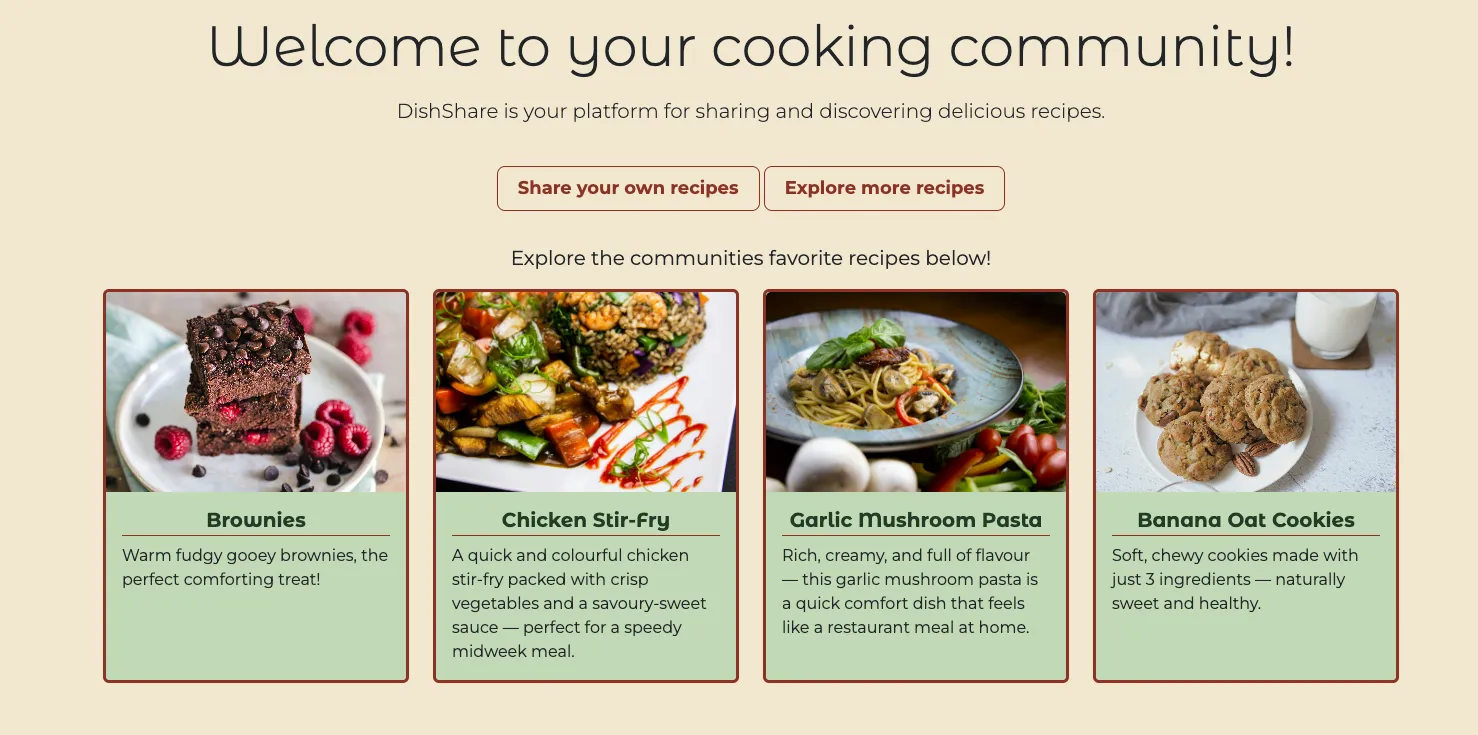 Welcome to your cooking community!
DishShare is your platform for sharing and discovering delicious recipes.
Share your own recipes
Explore more recipes
Explore the communities favorite recipes below!
Brownies
Warm fudgy gooey brownies, the
perfect comforting treat!
Chicken Stir-Fry
A quick and colourful chicken
stir-fry packed with crisp
vegetables and a savoury-sweet
sauce — perfect for a speedy
midweek meal.
Garlic Mushroom Pasta
Rich, creamy, and full of flavour
— this garlic mushroom pasta is
a quick comfort dish that feels
like a restaurant meal at home.
Banana Oat Cookies
Soft, chewy cookies made with
just 3 ingredients — naturally
sweet and healthy.